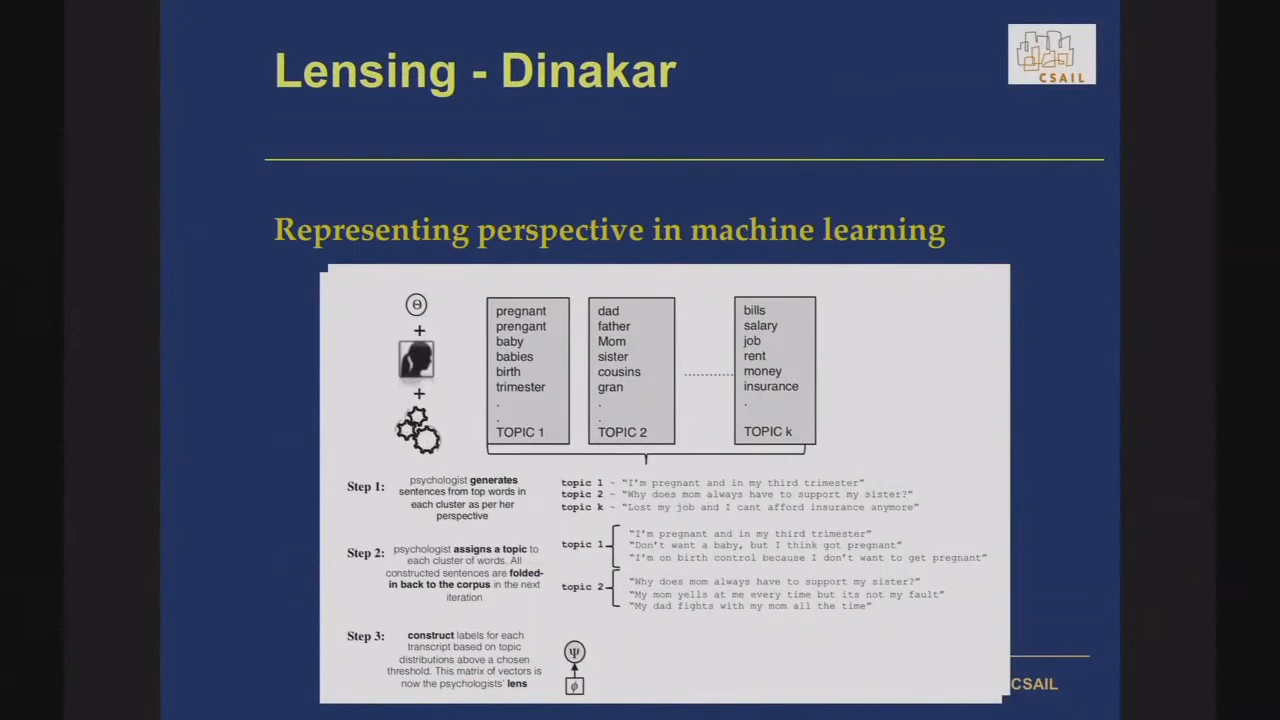 Lensing - Dinakar
CSAIL
Representing perspective in machine learning
Θ
+
+
pregnant
prengant
baby
babies
birth
trimester
.
.
TOPIC 1
dad
father
Mom
sister
cousins
gran
.
.
TOPIC 2
bills
salary
job
rent
money
insurance
.
TOPIC k
Step 1:
psychologist generates
sentences from top words in
each cluster as per her
perspective
topic 1 ~ "I'm pregnant and in my third trimester"
topic 2 ~ "Why does mom always have to support my sister?"
topic k ~ "Lost my job and I cant afford insurance anymore"
Step 2:
psychologist assigns a topic to
each cluster of words. All
constructed sentences are folded-
in back to the corpus in the next
iteration
topic 1
"I'm pregnant and in my third trimester"
"Don't want a baby, but I think got pregnant"
"I'm on birth control because I don't want to get pregnant"
topic 2
"Why does mom always have to support my sister?"
"My mom yells at me every time but its not my fault"
"My dad fights with my mom all the time"
Step 3:
construct labels for each
transcript based on topic
distributions above a chosen
threshold. This matrix of vectors is
now the psychologists' lens
Ψ
ϕ
CSAIL